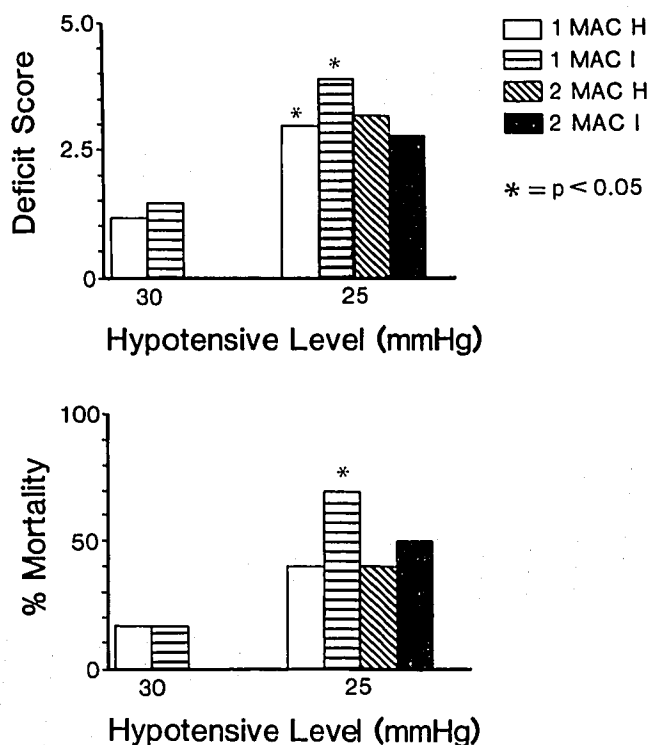 5.0
2.5
0
Deficit Score
* *
30 25
Hypotensive Level (mmHg)
1 MAC H
1 MAC I
2 MAC H
2 MAC I
* = p < 0.05
100
50
0
% Mortality
*
30 25
Hypotensive Level (mmHg)